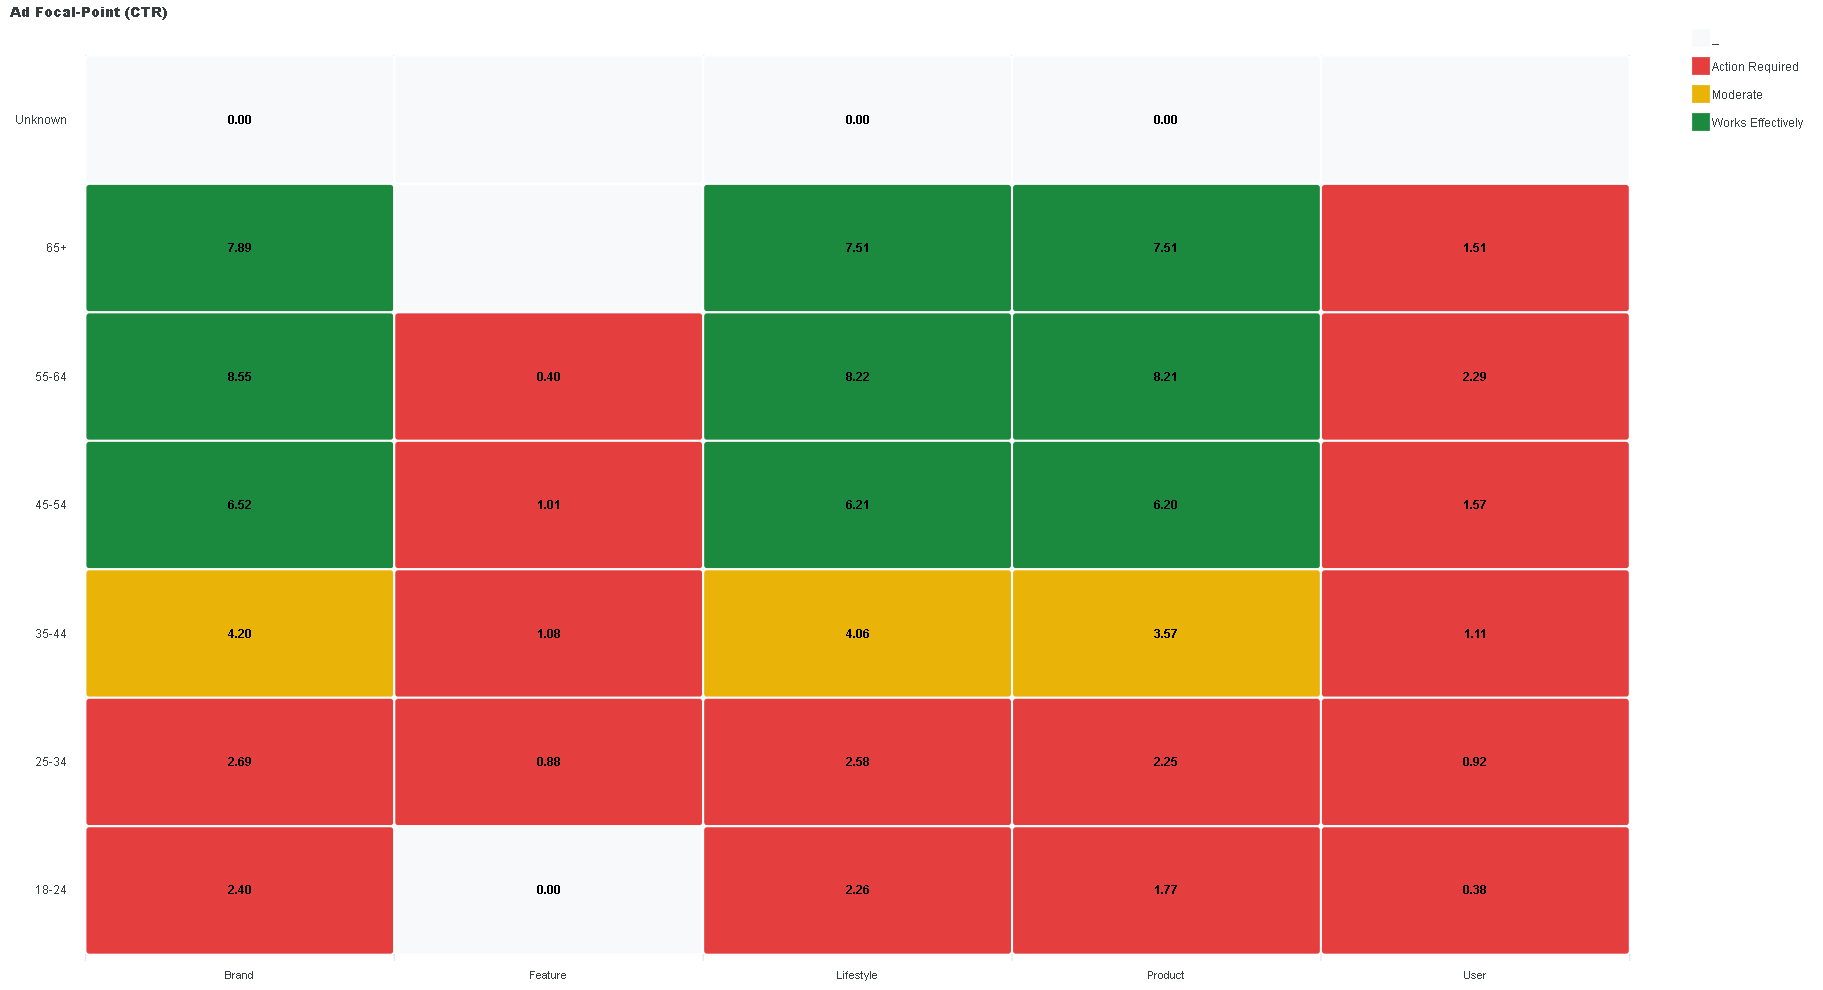 Ad Focal-Point (CTR)
_
Action Required
Moderate
Works Effectively
Unknown 0.00 0.00 0.00
65+ 7.89 7.51 7.51 1.51
55-64 8.55 0.40 8.22 8.21 2.29
45-54 6.52 1.01 6.21 6.20 1.57
35-44 4.20 1.08 4.06 3.57 1.11
25-34 2.69 0.88 2.58 2.25 0.92
18-24 2.40 0.00 2.26 1.77 0.38
Brand Feature Lifestyle Product User